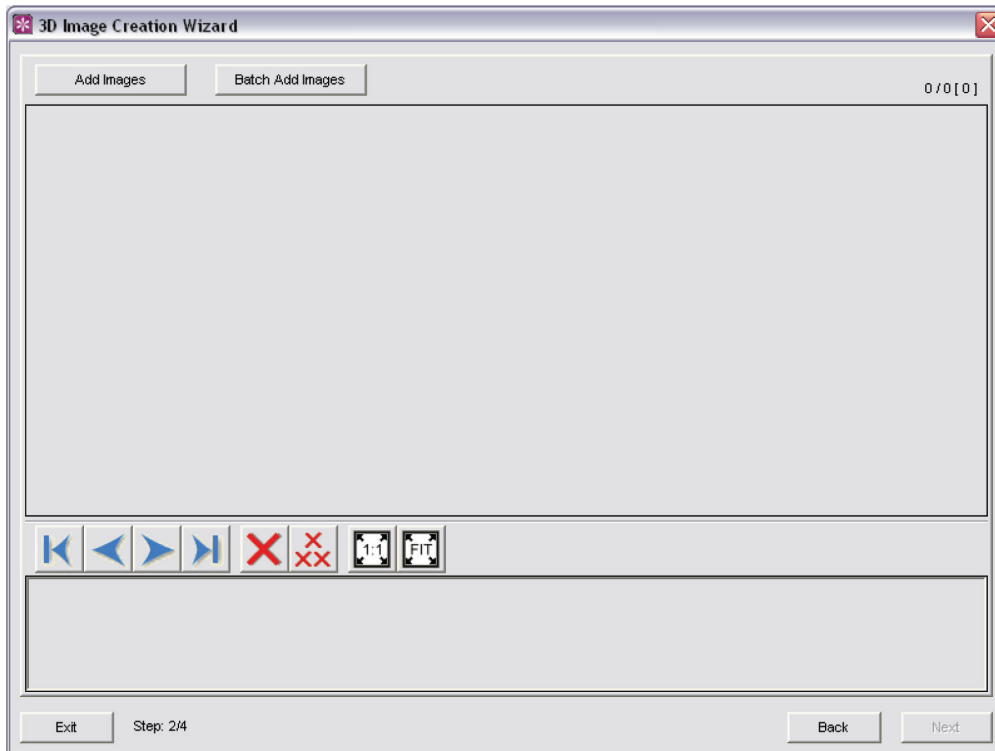 3D Image Creation Wizard
Add Images Batch Add Images
0/0[0]
1:1 FIT
Exit Step: 2/4 Back Next